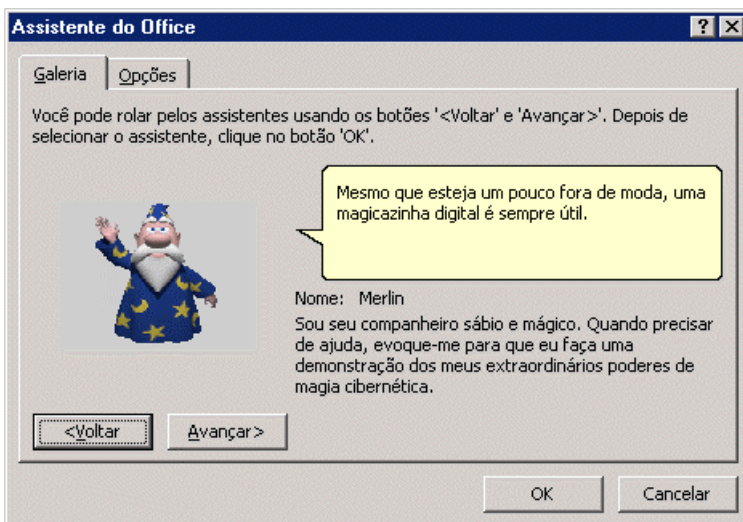 Assistente do Office
Galeria
Opções
Você pode rolar pelos assistentes usando os botões '<Voltar' e 'Avançar>'. Depois de
selecionar o assistente, clique no botão 'OK'.
Mesmo que esteja um pouco fora de moda, uma
magicazinha digital é sempre útil.
Nome: Merlin
Sou seu companheiro sábio e mágico. Quando precisar
de ajuda, evoque-me para que eu faça uma
demonstração dos meus extraordinários poderes de
magia cibernética.
<Voltar
Avançar>
OK
Cancelar